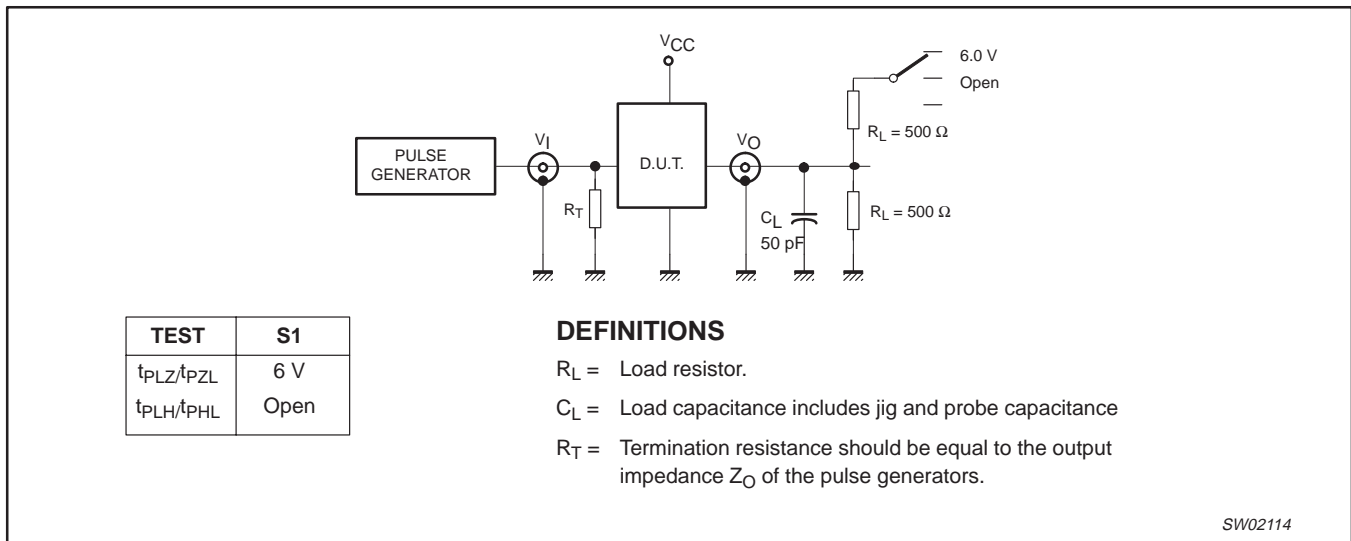 VCC
6.0 V
Open
RL = 500 Ω
PULSE
GENERATOR
VI
D.U.T.
VO
RT
CL
50 pF
RL = 500 Ω
TEST
S1
tPLZ/tPZL
6 V
tPLH/tPHL
Open
DEFINITIONS
RL = Load resistor.
CL = Load capacitance includes jig and probe capacitance
RT = Termination resistance should be equal to the output
impedance ZO of the pulse generators.
SW02114